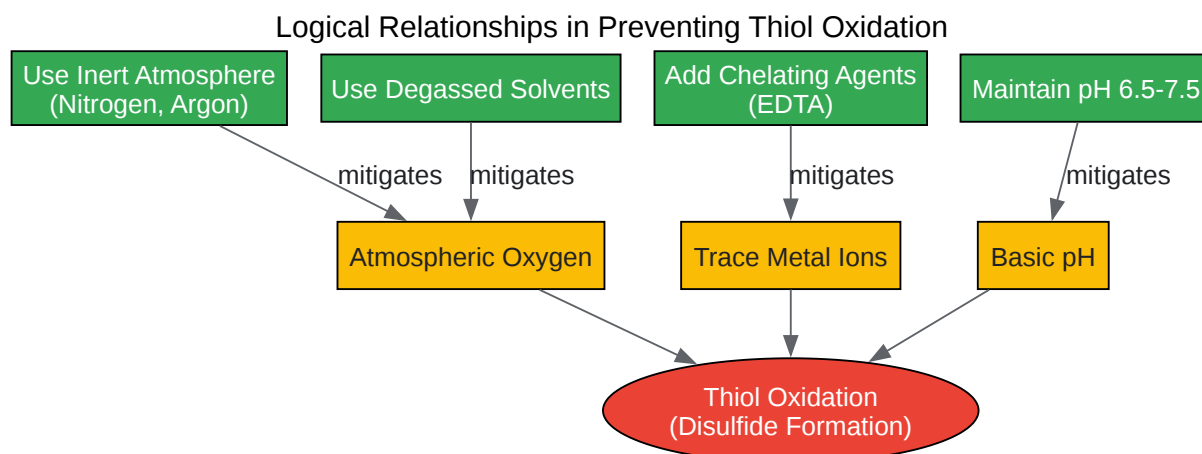 Logical Relationships in Preventing Thiol Oxidation
Use Inert Atmosphere
(Nitrogen, Argon)
Use Degassed Solvents
Add Chelating Agents
(EDTA)
Maintain pH 6.5-7.5
mitigates
mitigates
mitigates
mitigates
Atmospheric Oxygen
Trace Metal Ions
Basic pH
Thiol Oxidation
(Disulfide Formation)